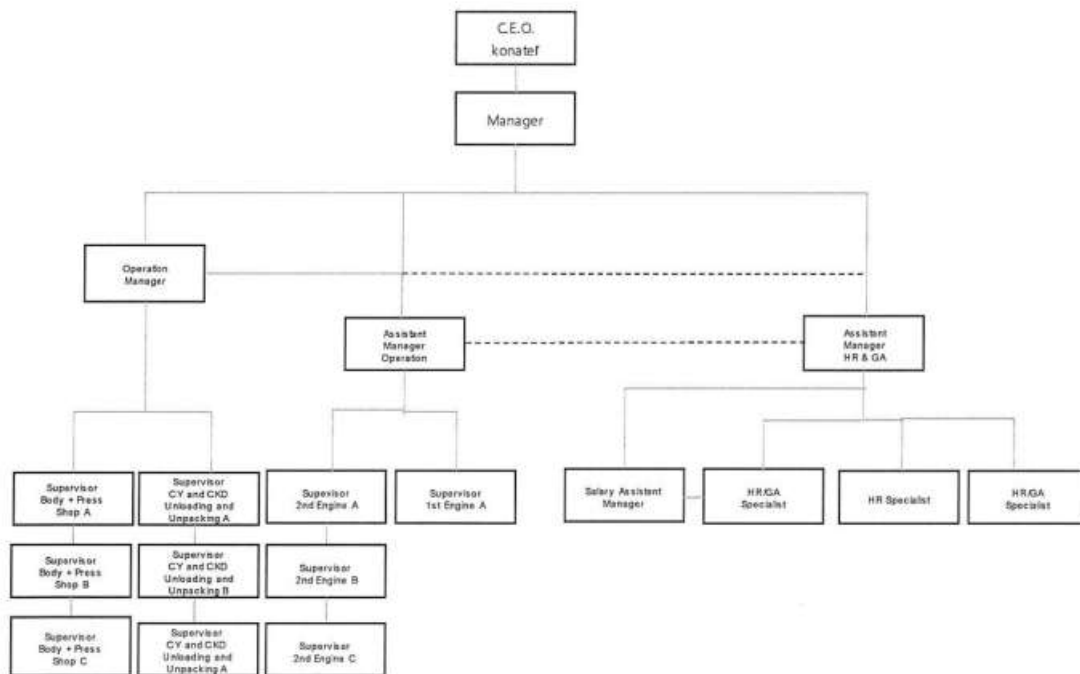 C.E.O.
konateľ
Manager
Operation
Manager
Assistant
Manager
Operation
Assistant
Manager
HR & GA
Supervisor
Body + Press
Shop A
Supervisor
CY and CKD
Unloading and
Unpacking A
Supevisor
2nd Engine A
Supervisor
1st Engine A
Salary Assistant
Manager
HR/GA
Specialist
HR Specialist
HR/GA
Specialist
Supervisor
Body + Press
Shop B
Supervisor
CY and CKD
Unloading and
Unpacking B
Supervisor
2nd Engine B
Supervisor
Body + Press
Shop C
Supervisor
CY and CKD
Unloading and
Unpacking A
Supervisor
2nd Engine C